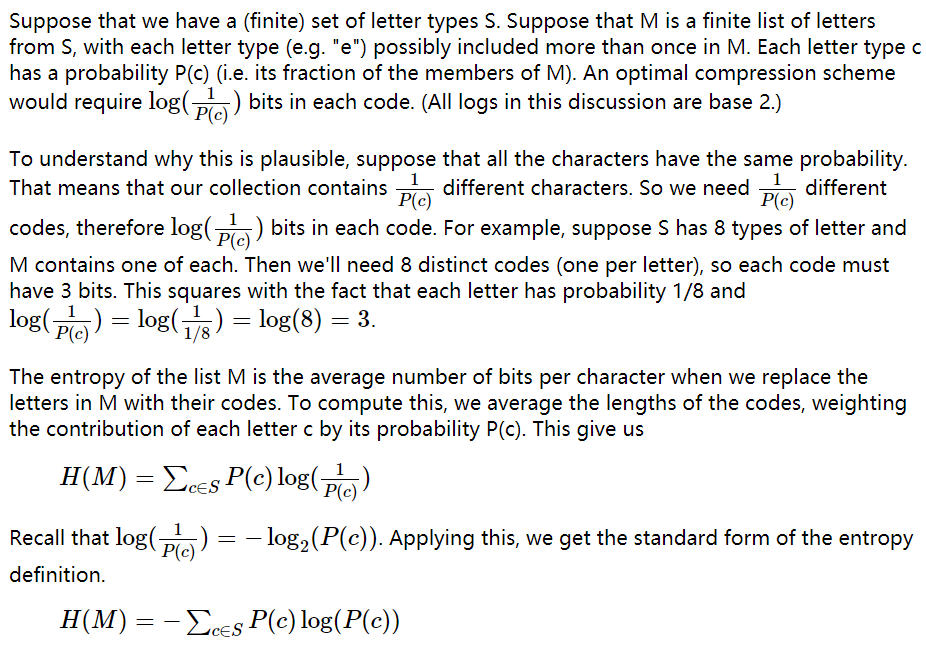 Suppose that we have a (finite) set of letter types S. Suppose that M is a finite list of letters
from S, with each letter type (e.g. "e") possibly included more than once in M. Each letter type c
has a probability P(c) (i.e. its fraction of the members of M). An optimal compression scheme
would require log(\frac{1}{P(c)}) bits in each code. (All logs in this discussion are base 2.)
To understand why this is plausible, suppose that all the characters have the same probability.
That means that our collection contains \frac{1}{P(c)} different characters. So we need \frac{1}{P(c)} different
codes, therefore log(\frac{1}{P(c)}) bits in each code. For example, suppose S has 8 types of letter and
M contains one of each. Then we'll need 8 distinct codes (one per letter), so each code must
have 3 bits. This squares with the fact that each letter has probability 1/8 and
log(\frac{1}{P(c)}) = log(\frac{1}{1/8}) = log(8) = 3.
The entropy of the list M is the average number of bits per character when we replace the
letters in M with their codes. To compute this, we average the lengths of the codes, weighting
the contribution of each letter c by its probability P(c). This give us
H(M) = \sum_{c∈S} P(c) log(\frac{1}{P(c)})
Recall that log(\frac{1}{P(c)}) = − log_2(P(c)). Applying this, we get the standard form of the entropy
definition.
H(M) = − \sum_{c∈S} P(c) log(P(c))